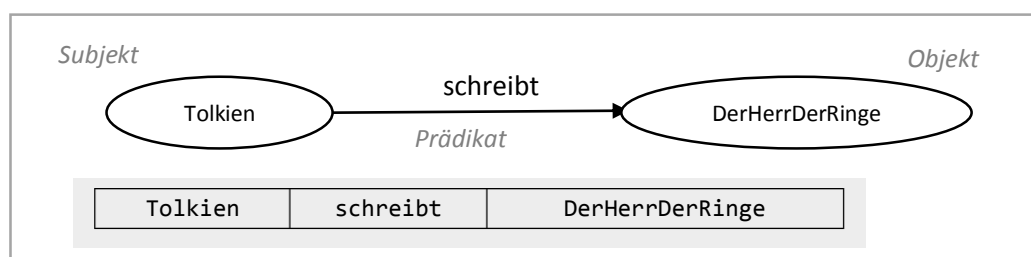 Subjekt
Objekt
schreibt
Tolkien
DerHerrDerRinge
Prädikat
Tolkien schreibt DerHerrDerRinge